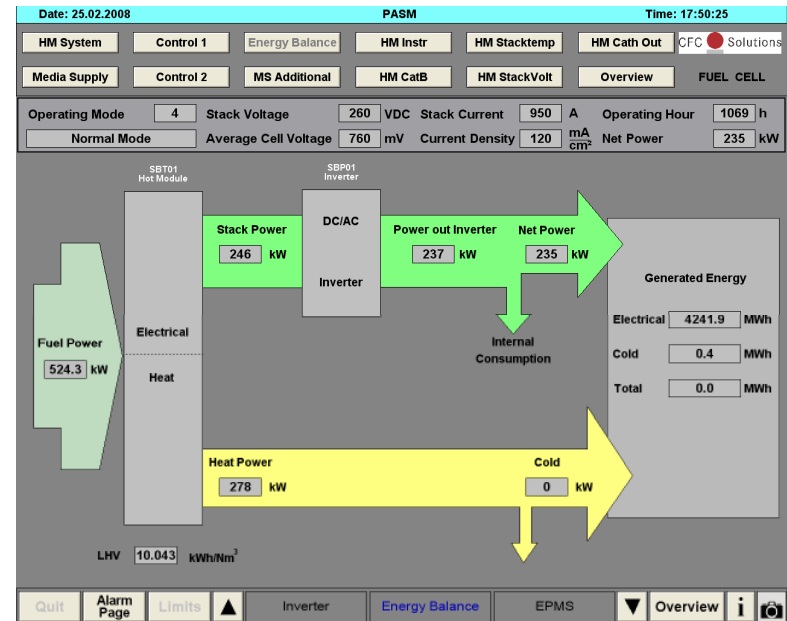 Date: 25.02.2008 PASM Time: 17:50:25
HM System Control 1 Energy Balance HM Instr HM Stacktemp HM Cath Out CFC Solutions
Media Supply Control 2 MS Additional HM CatB HM StackVolt Overview FUEL CELL
Operating Mode 4 Stack Voltage 260 VDC Stack Current 950 A Operating Hour 1069 h
Normal Mode Average Cell Voltage 760 mV Current Density 120 mA/cm² Net Power 235 kW
SBT01
Hot Module
SBP01
Inverter
DC/AC
Inverter
Stack Power
246 kW
Power out Inverter
237 kW
Net Power
235 kW
Internal
Consumption
Fuel Power
524.3 kW
Electrical
Heat
Generated Energy
Electrical 4241.9 MWh
Cold 0.4 MWh
Total 0.0 MWh
Heat Power
278 kW
Cold
0 kW
LHV 10.043 kWh/Nm³
Quit Alarm Page Limits Inverter Energy Balance EPMS Overview i